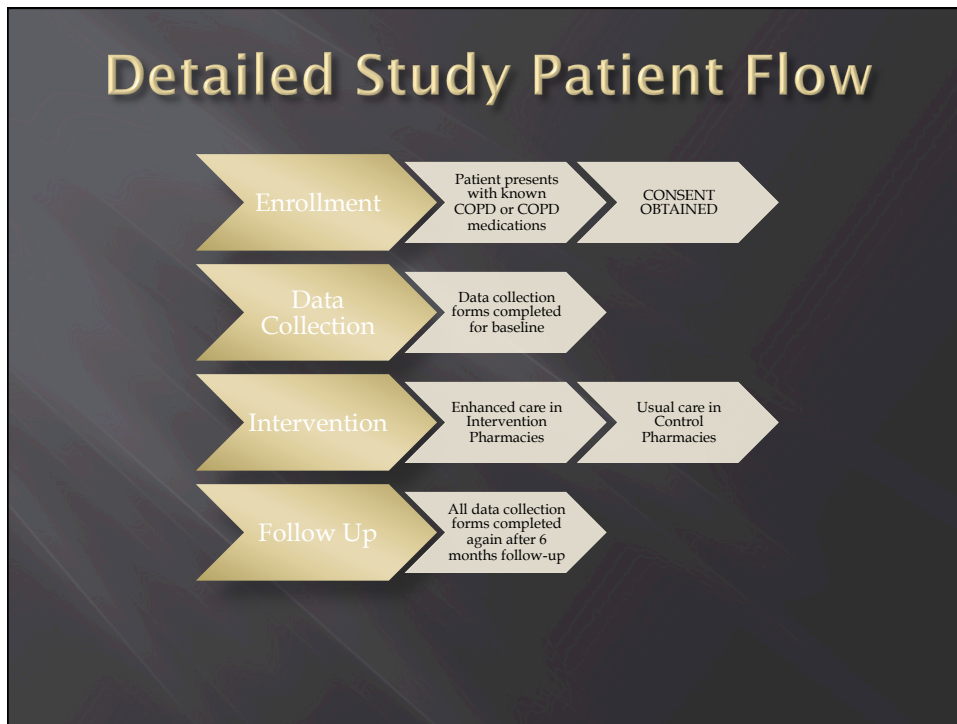 Detailed Study Patient Flow
Enrollment
Patient presents
with known
COPD or COPD
medications
CONSENT
OBTAINED
Data
Collection
Data collection
forms completed
for baseline
Intervention
Enhanced care in
Intervention
Pharmacies
Usual care in
Control
Pharmacies
Follow Up
All data collection
forms completed
again after 6
months follow-up